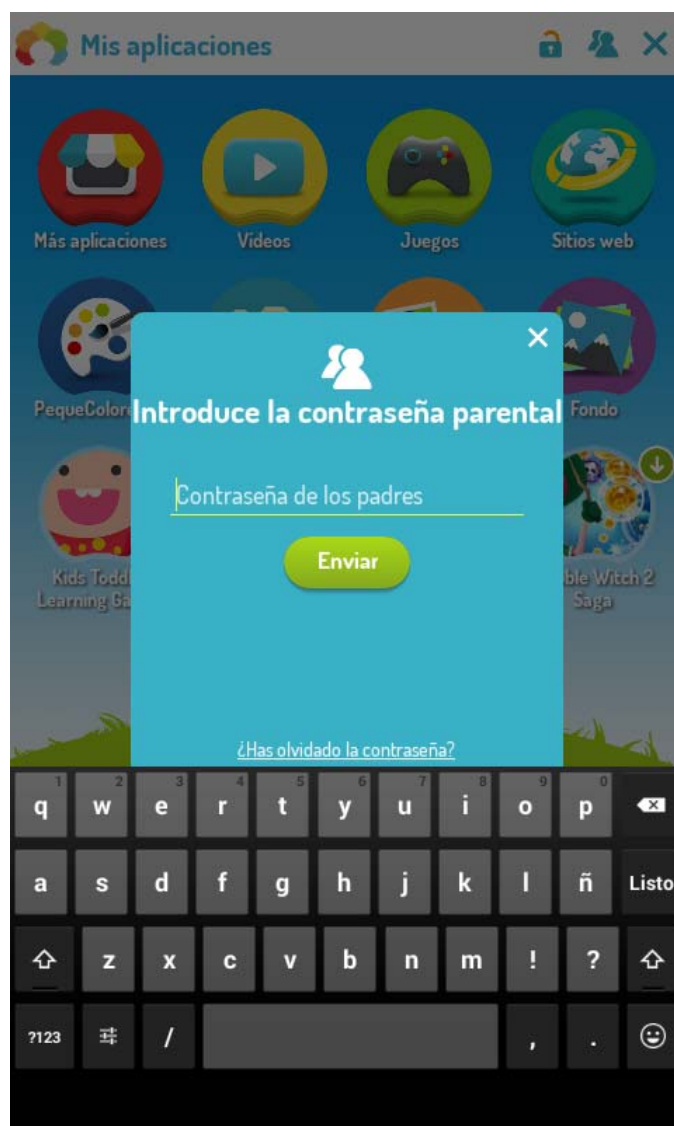 Mis aplicaciones
Más aplicaciones
Vídeos
Juegos
Sitios web
PequeColor
Fondo
Introduce la contraseña parental
Contraseña de los padres
Enviar
Kids Toddl
Learning Ga
ble Witch 2
Saga
¿Has olvidado la contraseña?
1 2 3 4 5 6 7 8 9 0
q w e r t y u i o p
a s d f g h j k l ñ Listo
z x c v b n m ! ?
?123 / , .